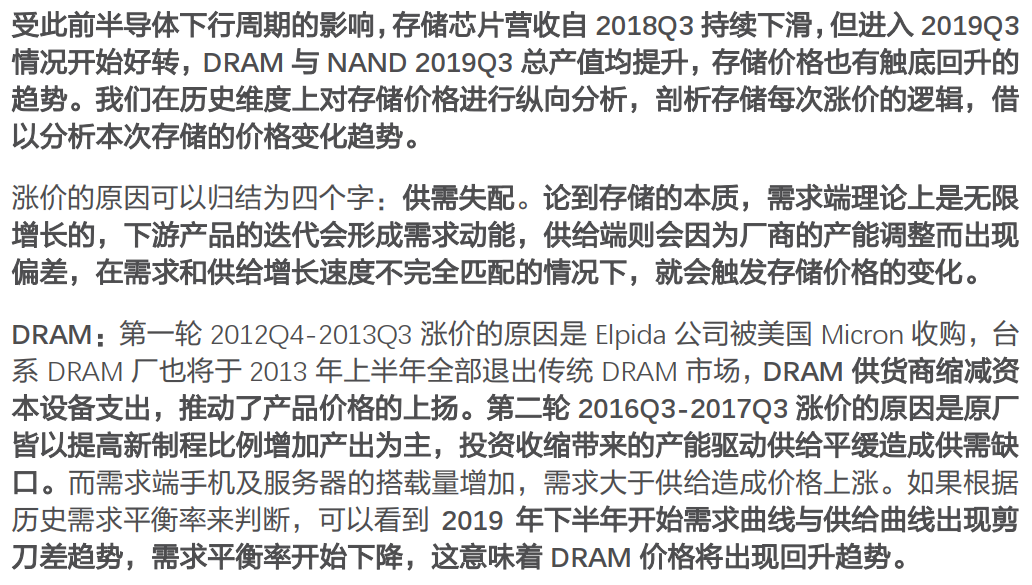 受此前半导体下行周期的影响，存储芯片营收自 2018Q3 持续下滑，但进入 2019Q3
情况开始好转，DRAM 与 NAND 2019Q3 总产值均提升，存储价格也有触底回升的
趋势。我们在历史维度上对存储价格进行纵向分析，剖析存储每次涨价的逻辑，借
以分析本次存储的价格变化趋势。
涨价的原因可以归结为四个字：供需失配。论到存储的本质，需求端理论上是无限
增长的，下游产品的迭代会形成需求动能，供给端则会因为厂商的产能调整而出现
偏差，在需求和供给增长速度不完全匹配的情况下，就会触发存储价格的变化。
DRAM：第一轮 2012Q4-2013Q3 涨价的原因是 Elpida 公司被美国 Micron 收购，台
系 DRAM 厂也将于 2013 年上半年全部退出传统 DRAM 市场，DRAM 供货商缩减资
本设备支出，推动了产品价格的上扬。第二轮 2016Q3-2017Q3 涨价的原因是原厂
皆以提高新制程比例增加产出为主，投资收缩带来的产能驱动供给平缓造成供需缺
口。而需求端手机及服务器的搭载量增加，需求大于供给造成价格上涨。如果根据
历史需求平衡率来判断，可以看到 2019 年下半年开始需求曲线与供给曲线出现剪
刀差趋势，需求平衡率开始下降，这意味着 DRAM 价格将出现回升趋势。